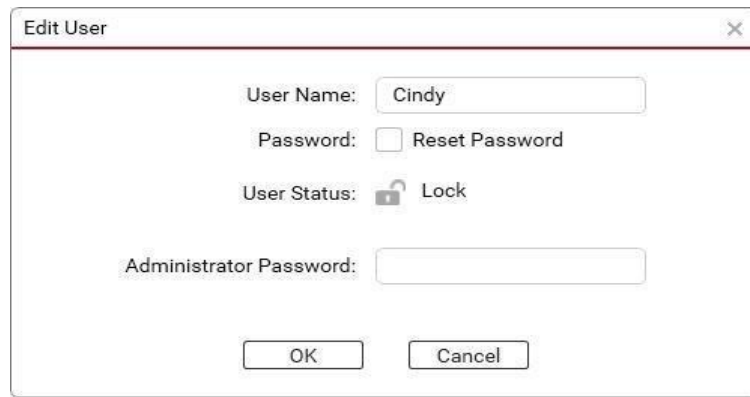 Edit User
User Name: Cindy
Password: Reset Password
User Status: Lock
Administrator Password:
OK Cancel